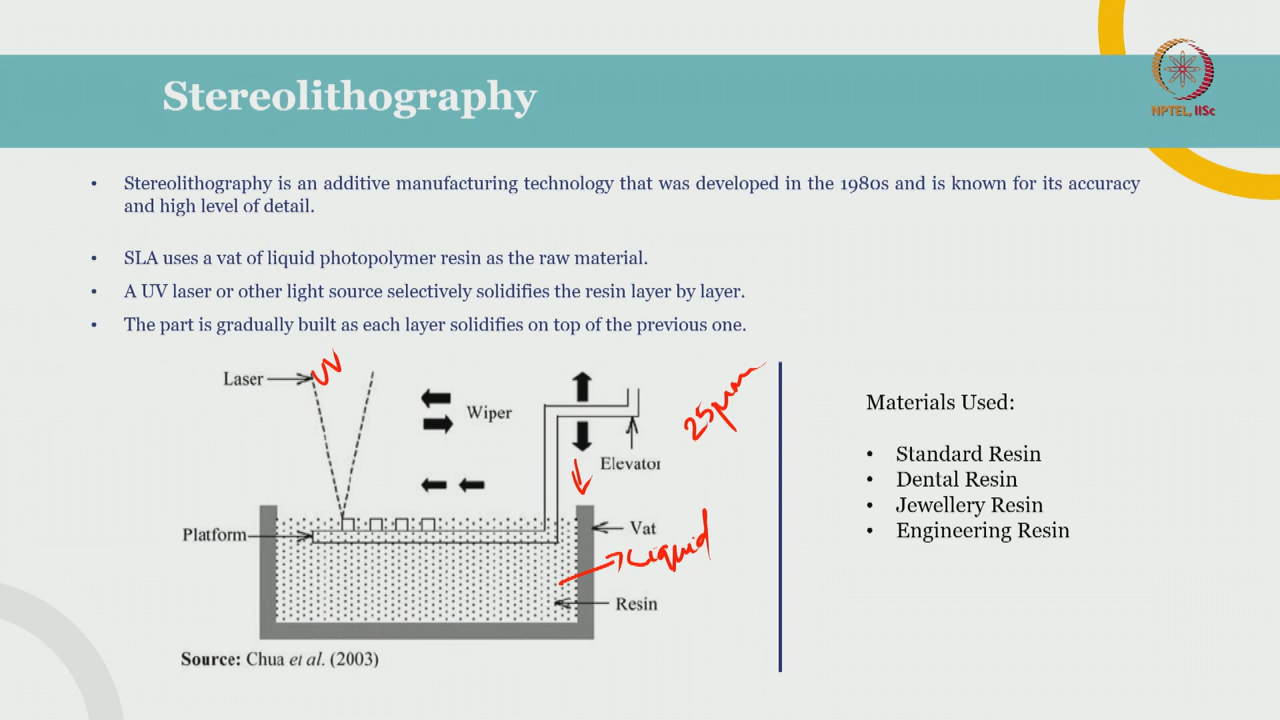 Stereolithography
NPTEL, IISc
• Stereolithography is an additive manufacturing technology that was developed in the 1980s and is known for its accuracy
and high level of detail.
• SLA uses a vat of liquid photopolymer resin as the raw material.
• A UV laser or other light source selectively solidifies the resin layer by layer.
• The part is gradually built as each layer solidifies on top of the previous one.
Laser
UV
Wiper
25μm
Elevator
Platform
Vat
Liquid
Resin
Source: Chua et al. (2003)
Materials Used:
• Standard Resin
• Dental Resin
• Jewellery Resin
• Engineering Resin